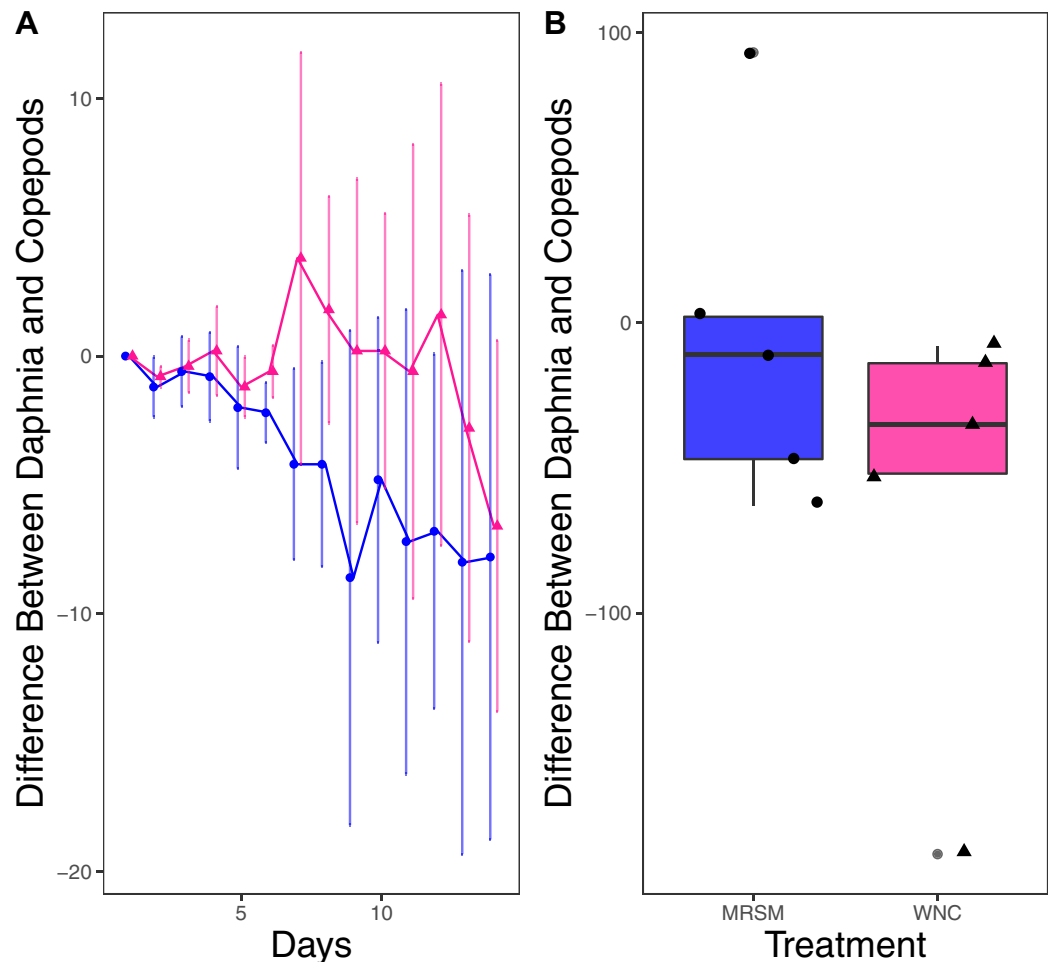 A
Difference Between Daphnia and Copepods
10
0
−10
−20
5
10
Days
B
Difference Between Daphnia and Copepods
100
0
−100
MRSM
WNC
Treatment